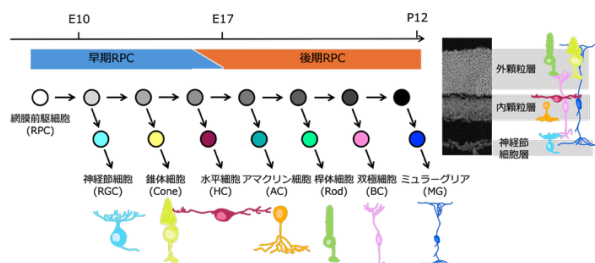 E10
E17
P12
早期RPC
後期RPC
網膜前駆細胞
(RPC)
神経節細胞
(RGC)
錐体細胞
(Cone)
水平細胞
(HC)
アマクリン細胞
(AC)
桿体細胞
(Rod)
双極細胞
(BC)
ミュラーグリア
(MG)
外顆粒層
内顆粒層
神経節
細胞層